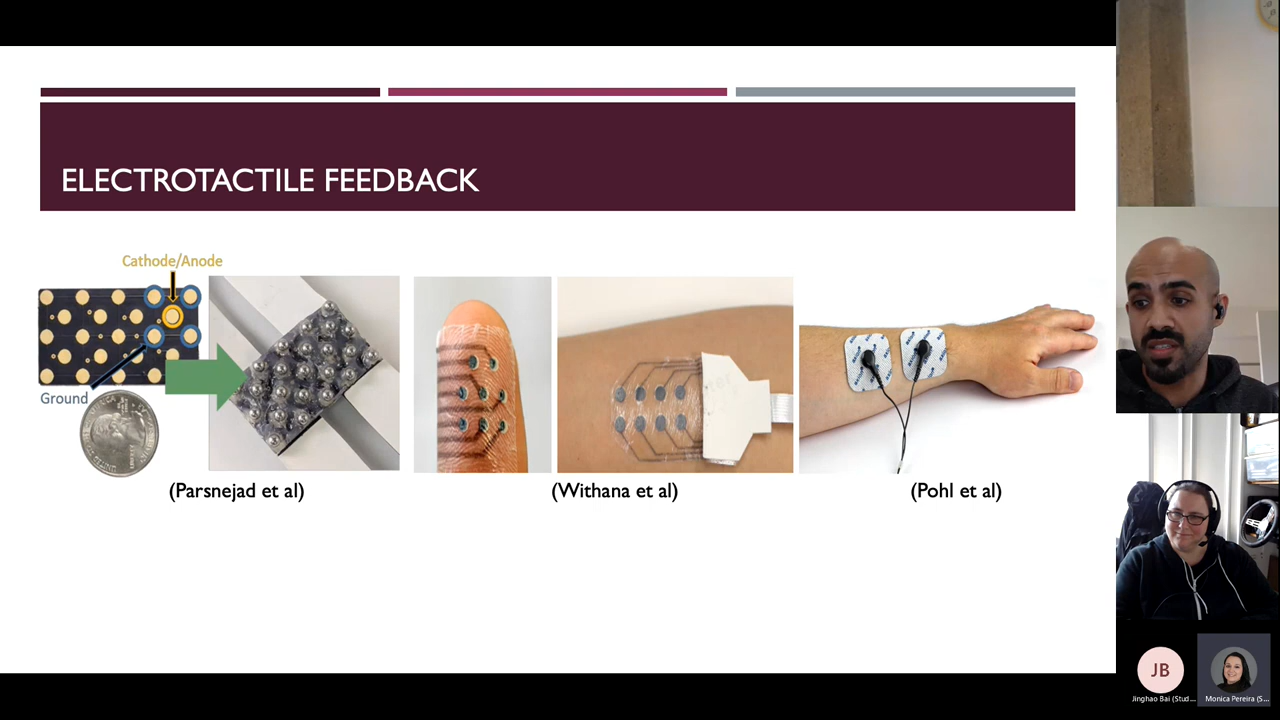 ELECTROTACTILE FEEDBACK
Cathode/Anode
Ground
(Parsnejad et al)
(Withana et al)
(Pohl et al)
JB
Jinghao Bai (Stud...
Monica Pereira (S...